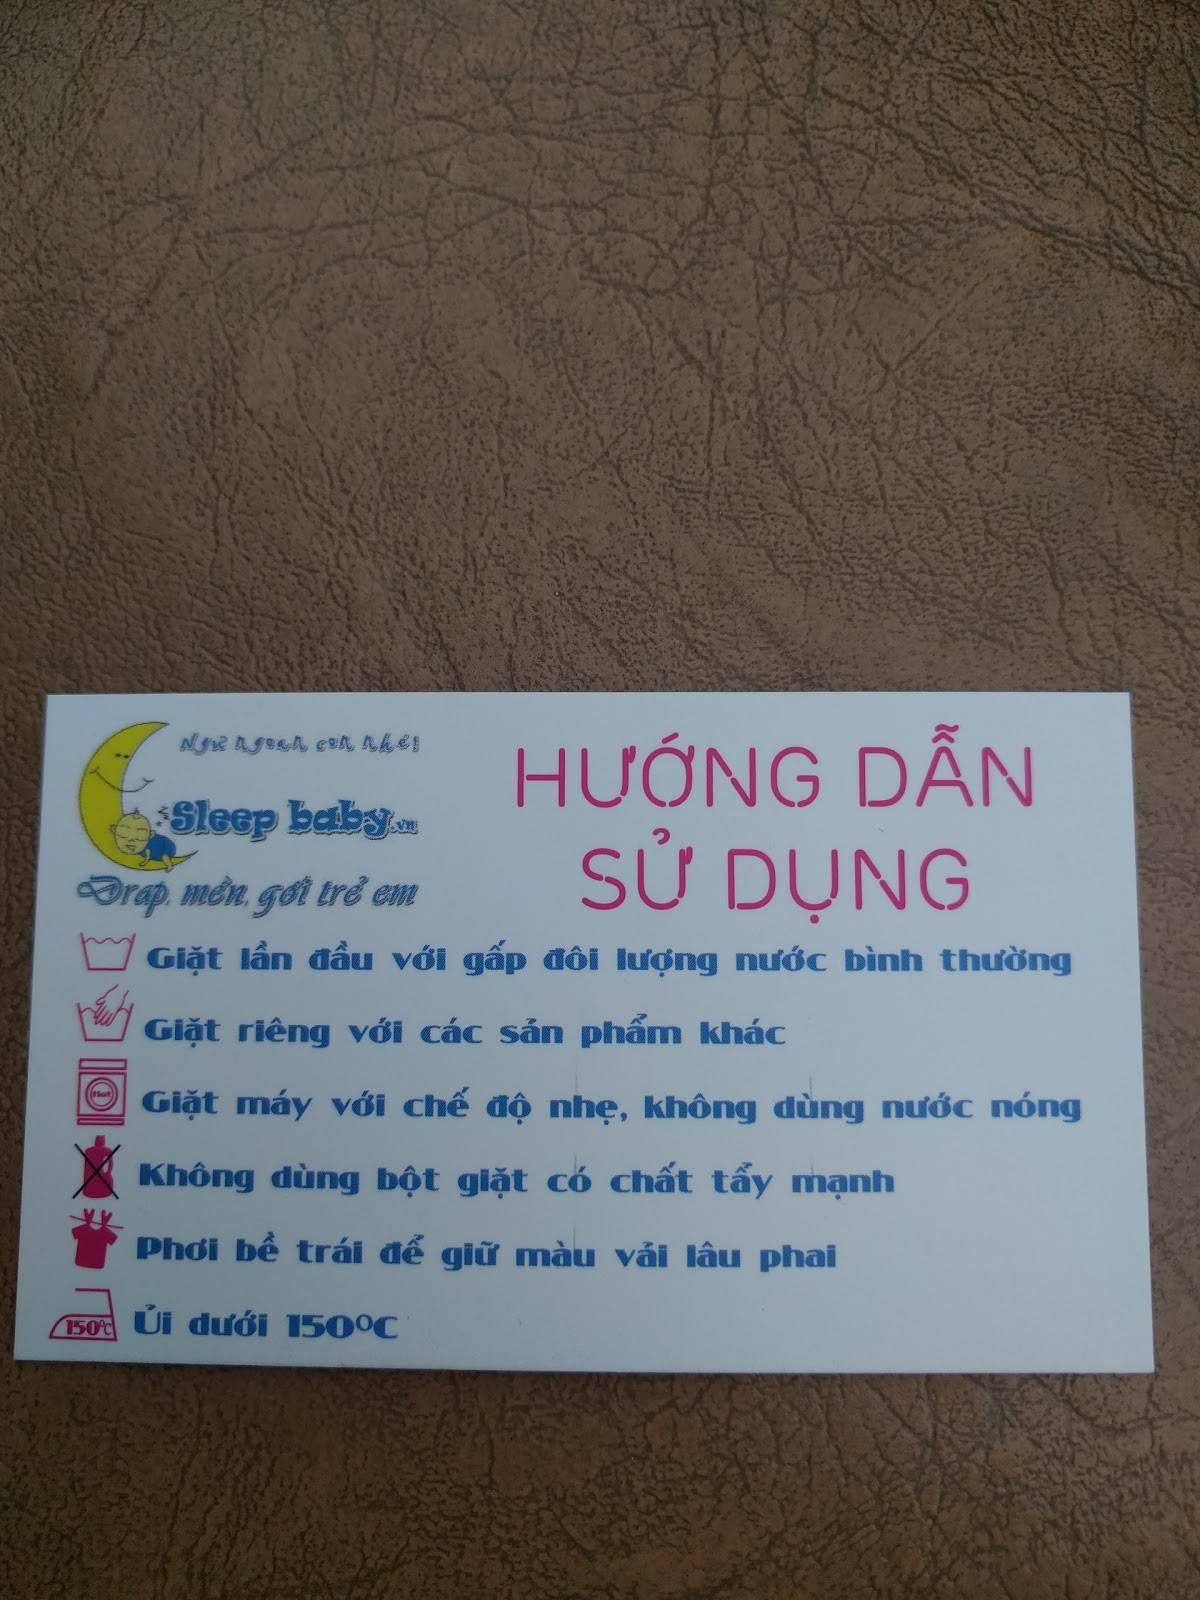 Ngủ ngoan con nhé!
Sleep baby.vn
Drap, mền, gối trẻ em
HƯỚNG DẪN
SỬ DỤNG
Giặt lần đầu với gấp đôi lượng nước bình thường
Giặt riêng với các sản phẩm khác
Hot
Giặt máy với chế độ nhẹ, không dùng nước nóng
Không dùng bột giặt có chất tẩy mạnh
Phơi bề trái để giữ màu vải lâu phai
150°C
Ủi dưới 150°C